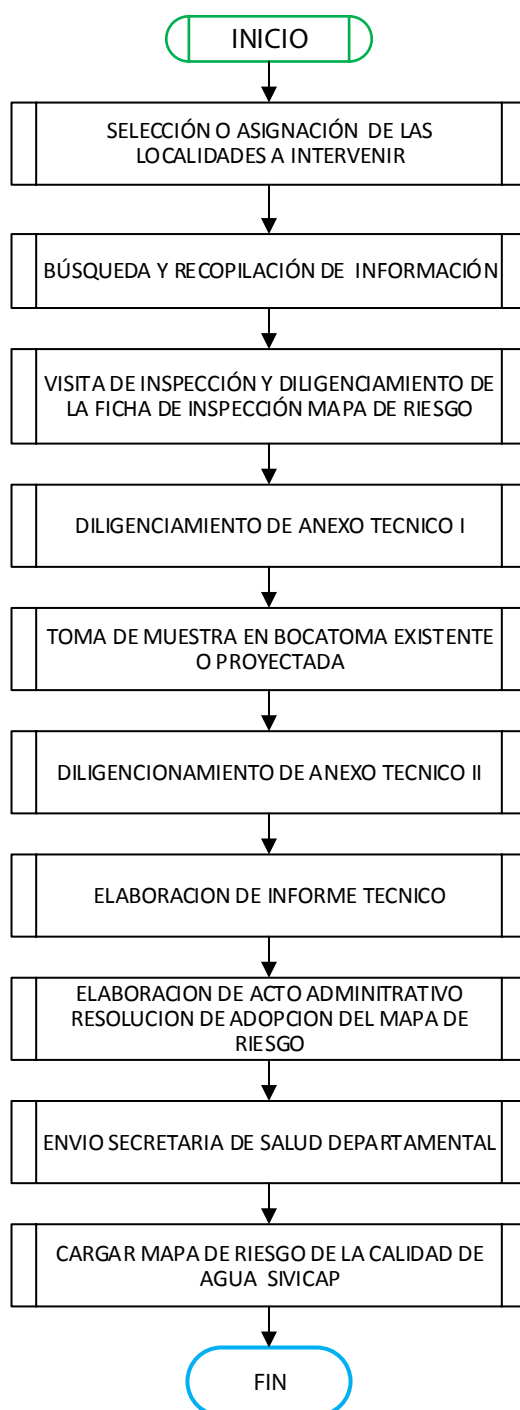 INICIO
SELECCIÓN O ASIGNACIÓN DE LAS
LOCALIDADES A INTERVENIR
BÚSQUEDA Y RECOPILACIÓN DE INFORMACIÓN
VISITA DE INSPECCIÓN Y DILIGENCIAMIENTO DE
LA FICHA DE INSPECCIÓN MAPA DE RIESGO
DILIGENCIAMIENTO DE ANEXO TECNICO I
TOMA DE MUESTRA EN BOCATOMA EXISTENTE
O PROYECTADA
DILIGENCIONAMIENTO DE ANEXO TECNICO II
ELABORACION DE INFORME TECNICO
ELABORACION DE ACTO ADMINITRATIVO
RESOLUCION DE ADOPCION DEL MAPA DE
RIESGO
ENVIO SECRETARIA DE SALUD DEPARTAMENTAL
CARGAR MAPA DE RIESGO DE LA CALIDAD DE
AGUA SIVICAP
FIN